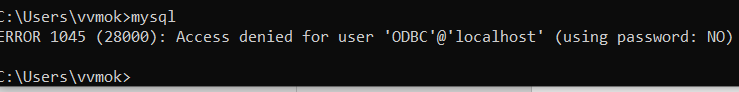 C:\Users\vvmok>mysql
ERROR 1045 (28000): Access denied for user 'ODBC'@'localhost' (using password: NO)
C:\Users\vvmok>